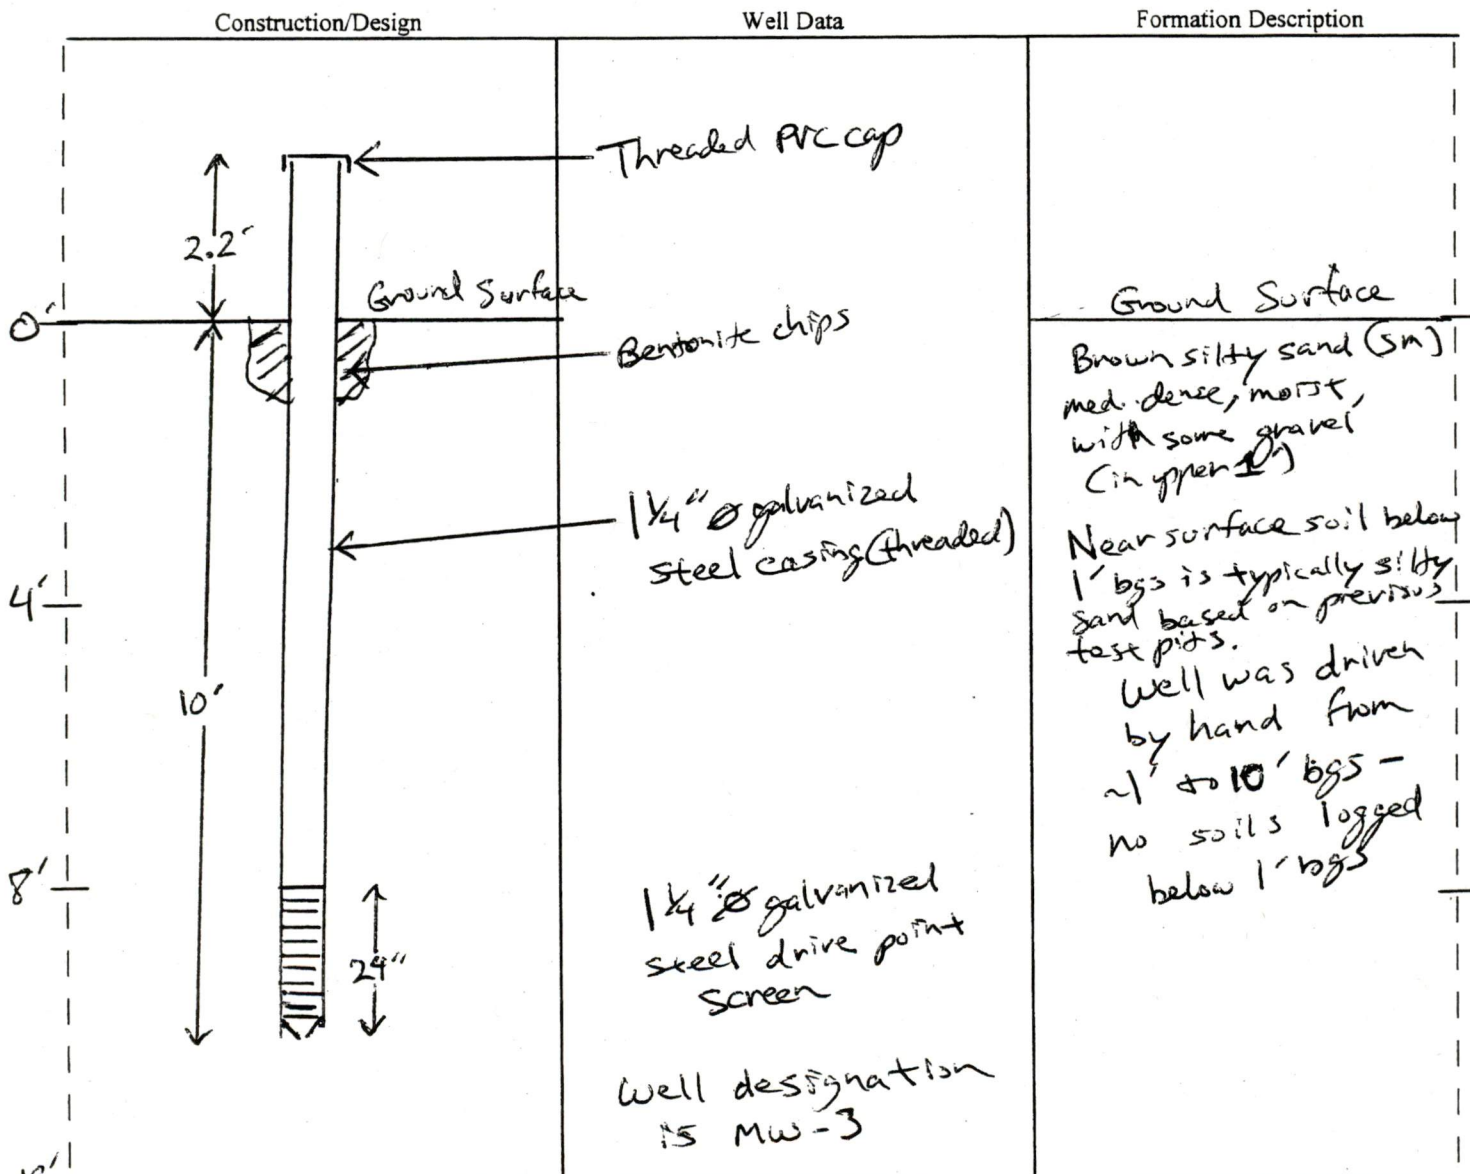 Construction/Design
Well Data
Formation Description
Threaded PVC cap
2.2'
Ground Surface
0'
Bentonite chips
1 1/4" ø galvanized
steel casing (threaded)
4'
10'
8'
24"
1 1/4" ø galvanized
steel drive point
screen
Well designation
is MW-3
Ground Surface
Brown silty sand (SM)
med. dense, moist,
with some gravel
(in upper 1')
Near surface soil below
1' bgs is typically silty
sand based on previous
test pits.
Well was driven
by hand from
~1' to 10' bgs -
no soils logged
below 1' bgs